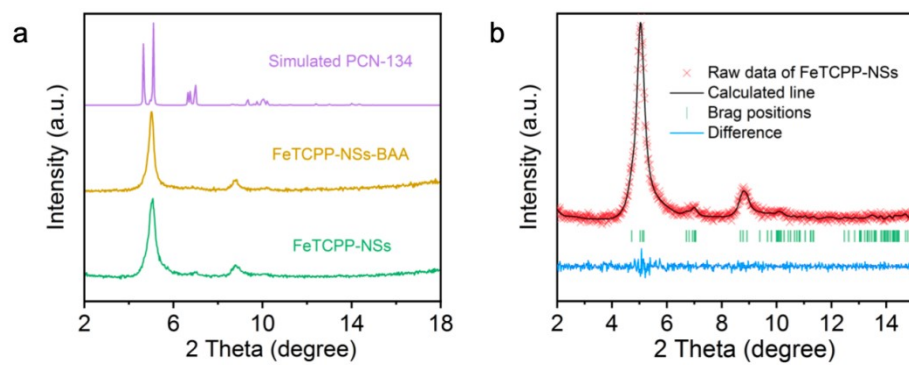 a
Simulated PCN-134
FeTCPP-NSs-BAA
FeTCPP-NSs
Intensity (a.u.)
2 6 10 14 18
2 Theta (degree)
b
Raw data of FeTCPP-NSs
Calculated line
Brag positions
Difference
Intensity (a.u.)
2 4 6 8 10 12 14
2 Theta (degree)